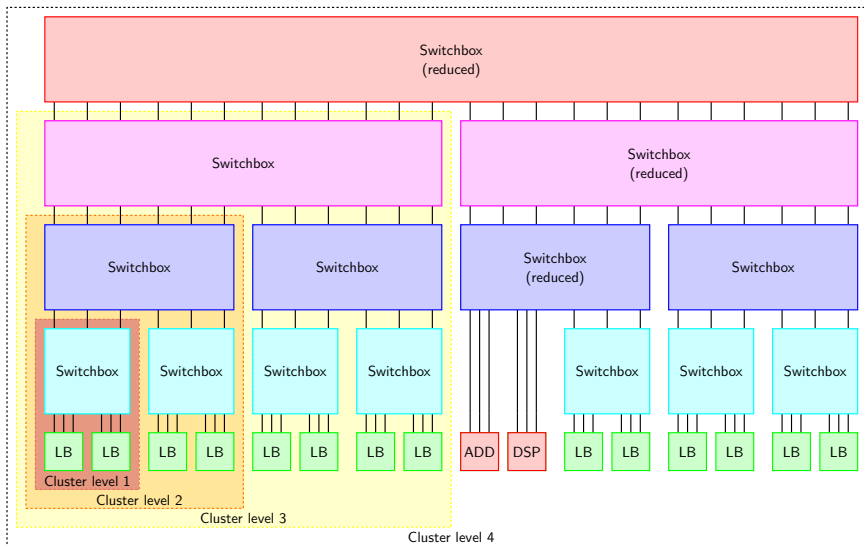 Switchbox
(reduced)
Switchbox
Switchbox
(reduced)
Switchbox
Switchbox
Switchbox
(reduced)
Switchbox
Switchbox
Switchbox
Switchbox
Switchbox
Switchbox
Switchbox
Switchbox
LB
LB
LB
LB
LB
LB
LB
LB
ADD
DSP
LB
LB
LB
LB
LB
LB
Cluster level 1
Cluster level 2
Cluster level 3
Cluster level 4